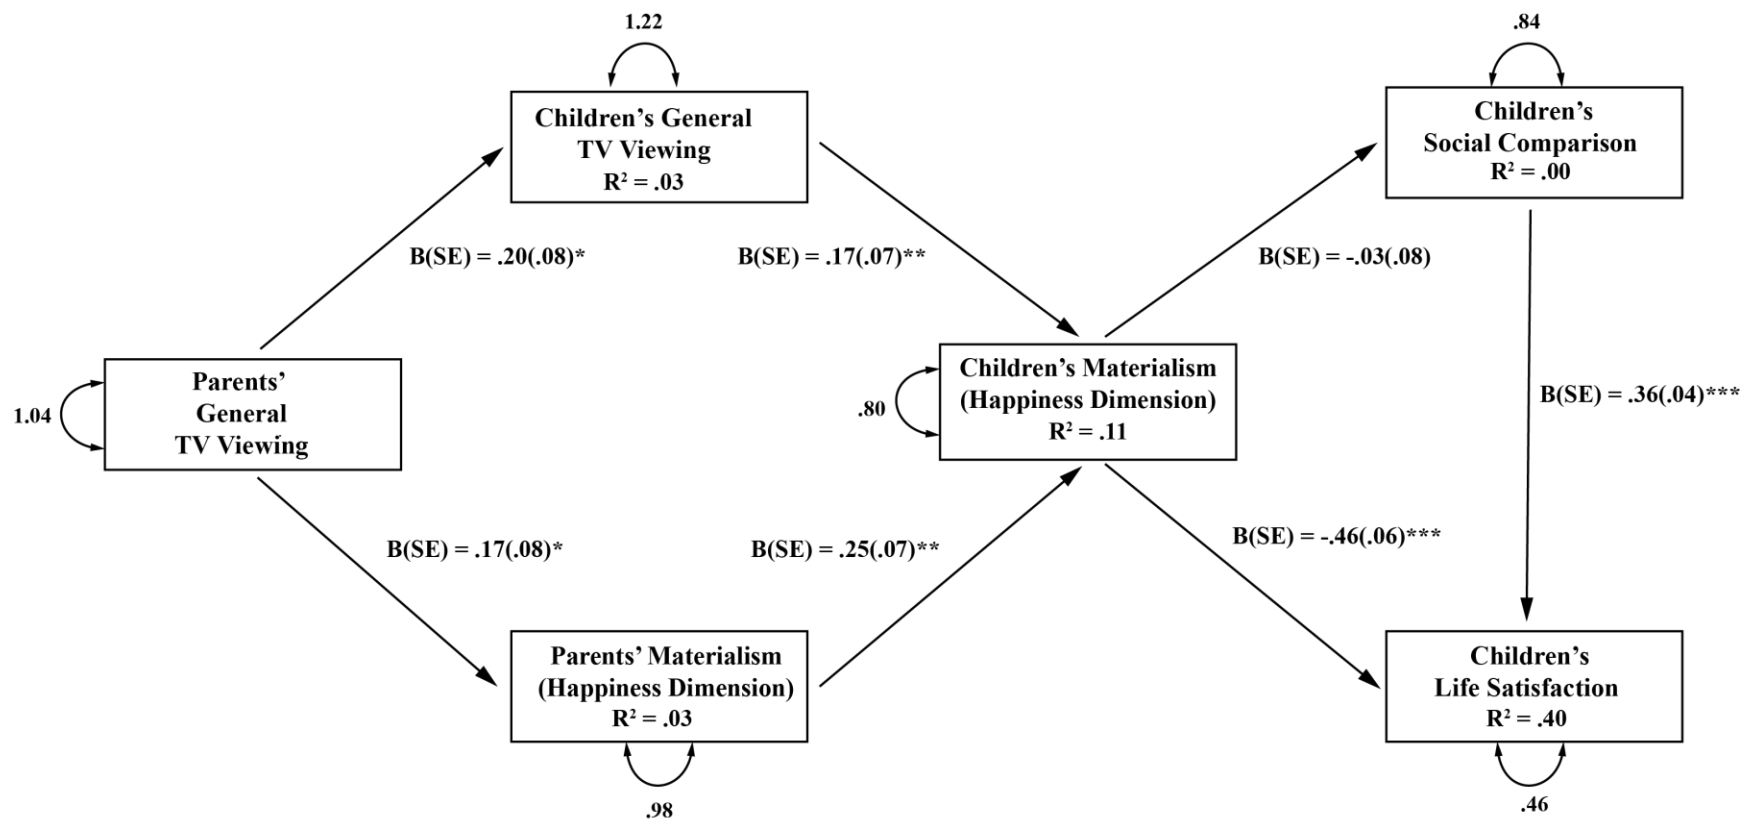 1.22
Children’s General
TV Viewing
R² = .03
.84
Children’s
Social Comparison
R² = .00
B(SE) = .20(.08)*
B(SE) = .17(.07)**
B(SE) = -.03(.08)
1.04
Parents’
General
TV Viewing
.80
Children’s Materialism
(Happiness Dimension)
R² = .11
B(SE) = .36(.04)***
B(SE) = .17(.08)*
B(SE) = .25(.07)**
B(SE) = -.46(.06)***
Parents’ Materialism
(Happiness Dimension)
R² = .03
.98
Children’s
Life Satisfaction
R² = .40
.46